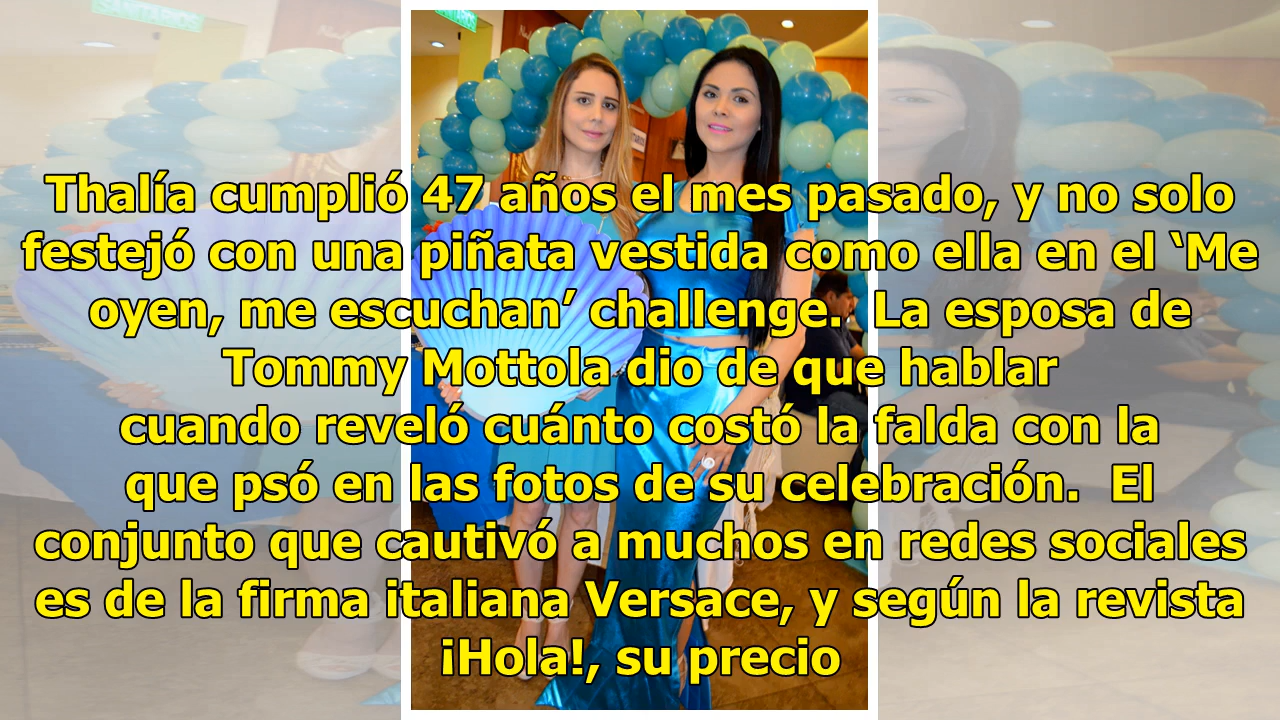 SANITARIOS
Thalía cumplió 47 años el mes pasado, y no solo
festejó con una piñata vestida como ella en el ‘Me
oyen, me escuchan’ challenge.  La esposa de
Tommy Mottola dio de que hablar
cuando reveló cuánto costó la falda con la
que psó en las fotos de su celebración.  El
conjunto que cautivó a muchos en redes sociales
es de la firma italiana Versace, y según la revista
¡Hola!, su precio